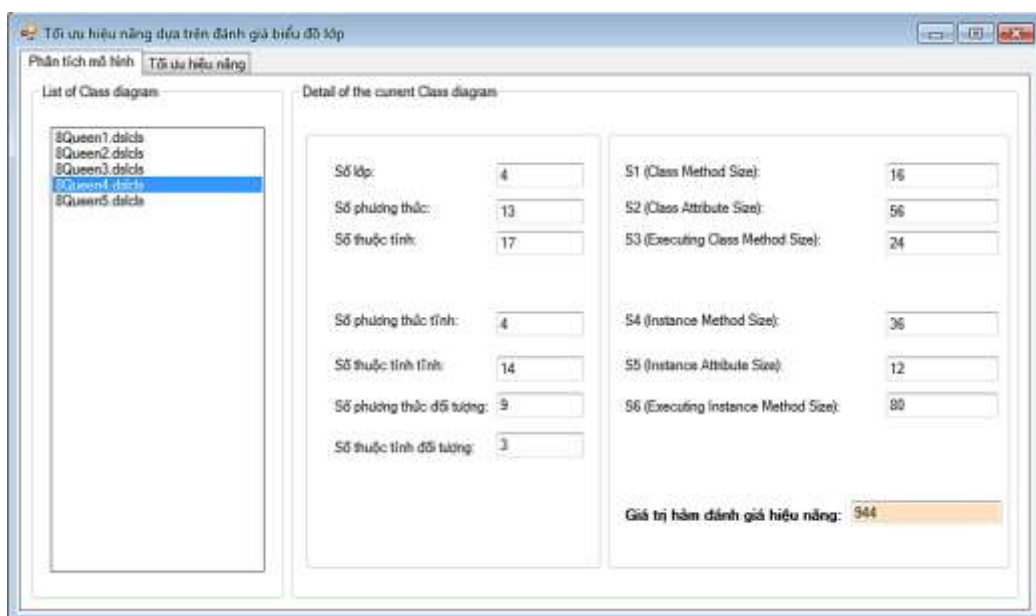 Tối ưu hiệu năng dựa trên đánh giá biểu đồ lớp
Phân tích mô hình Tối ưu hiệu năng
List of Class diagram
8Queen1.dslcls
8Queen2.dslcls
8Queen3.dslcls
8Queen4.dslcls
8Queen5.dslcls
Detail of the current Class diagram
Số lớp: 4
Số phương thức: 13
Số thuộc tính: 17
Số phương thức tĩnh: 4
Số thuộc tính tĩnh: 14
Số phương thức đối tượng: 9
Số thuộc tính đối tượng: 3
S1 (Class Method Size): 16
S2 (Class Attribute Size): 56
S3 (Executing Class Method Size): 24
S4 (Instance Method Size): 36
S5 (Instance Attribute Size): 12
S6 (Executing Instance Method Size): 80
Giá trị hàm đánh giá hiệu năng: 944